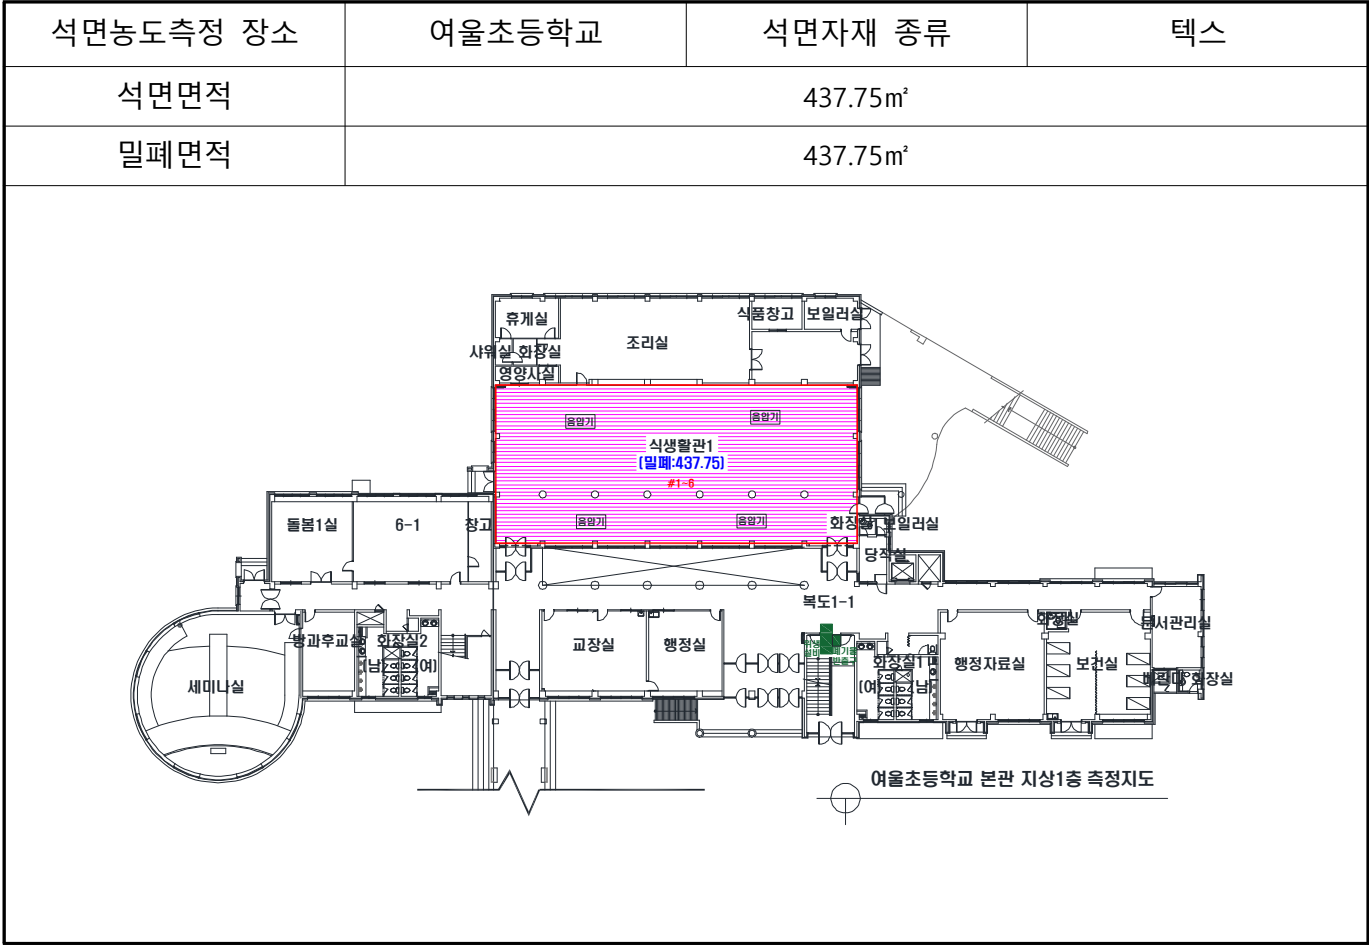 석면농도측정 장소 여울초등학교 석면자재 종류 텍스
석면면적 437.75㎡
밀폐면적 437.75㎡
휴게실
조리실
식품창고
보일러실
샤워실 화장실
영양사실
음압기
음압기
식생활관1
(밀폐:437.75)
#1~6
음압기
음압기
돌봄1실
6-1
창고
화장실
보일러실
당직실
복도1-1
방과후교실
화장실2
(남)
(여)
교장실
행정실
위생설비
화장실1
(여)
(남)
행정자료실
화장실
보건실
문서관리실
화장실
세미나실
여울초등학교 본관 지상1층 측정지도